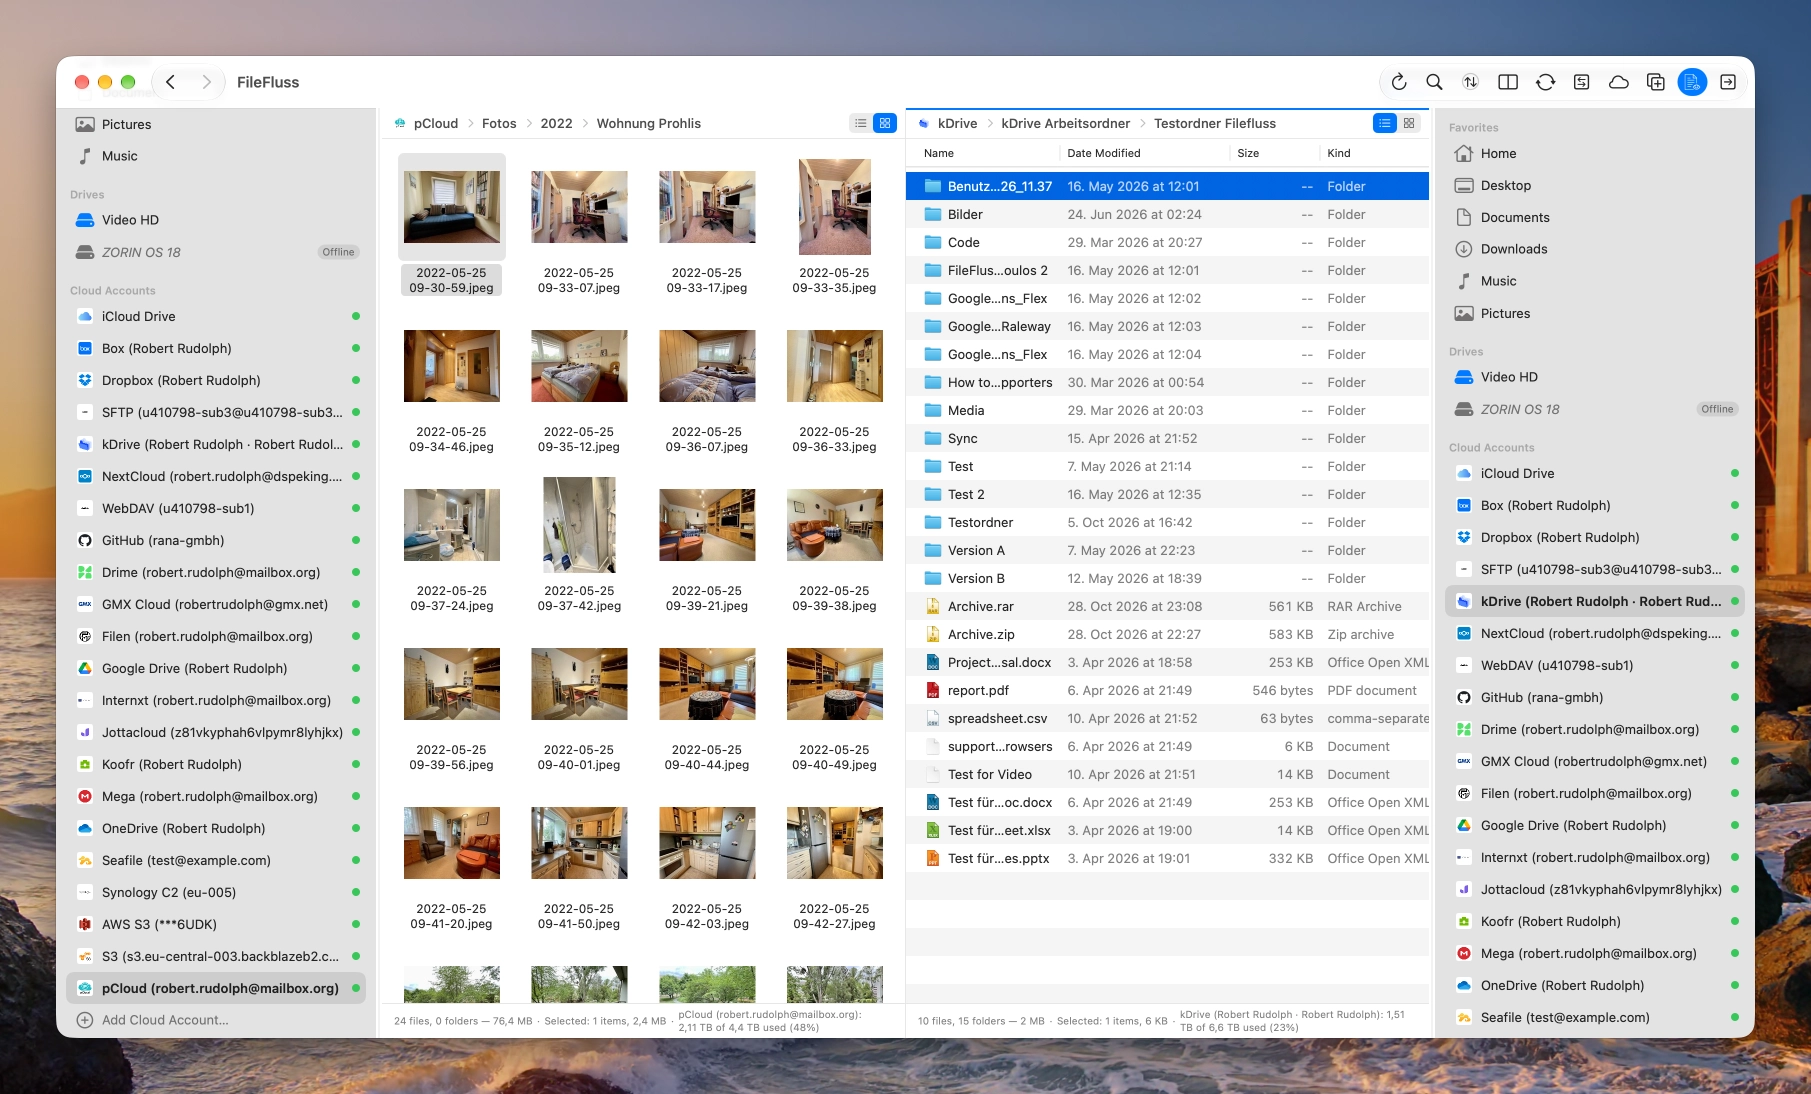 FileFluss
Pictures
Music
Drives
Video HD
ZORIN OS 18
Offline
Cloud Accounts
iCloud Drive
Box (Robert Rudolph)
Dropbox (Robert Rudolph)
SFTP (u410798-sub3@u410798-sub3...
kDrive (Robert Rudolph · Robert Rudol...
NextCloud (robert.rudolph@dspeking....
WebDAV (u410798-sub1)
GitHub (rana-gmbh)
Drime (robert.rudolph@mailbox.org)
GMX Cloud (robertrudolph@gmx.net)
Filen (robert.rudolph@mailbox.org)
Google Drive (Robert Rudolph)
Internxt (robert.rudolph@mailbox.org)
Jottacloud (z81vkyphah6vlpymr8lyhjkx)
Koofr (Robert Rudolph)
Mega (robert.rudolph@mailbox.org)
OneDrive (Robert Rudolph)
Seafile (test@example.com)
Synology C2 (eu-005)
AWS S3 (***6UDK)
S3 (s3.eu-central-003.backblazeb2.c...
pCloud (robert.rudolph@mailbox.org)
Add Cloud Account...
pCloud > Fotos > 2022 > Wohnung Prohlis
2022-05-25
09-30-59.jpeg
2022-05-25
09-33-07.jpeg
2022-05-25
09-33-17.jpeg
2022-05-25
09-33-35.jpeg
2022-05-25
09-34-46.jpeg
2022-05-25
09-35-12.jpeg
2022-05-25
09-36-07.jpeg
2022-05-25
09-36-33.jpeg
2022-05-25
09-37-24.jpeg
2022-05-25
09-37-42.jpeg
2022-05-25
09-39-21.jpeg
2022-05-25
09-39-38.jpeg
2022-05-25
09-39-56.jpeg
2022-05-25
09-40-01.jpeg
2022-05-25
09-40-44.jpeg
2022-05-25
09-40-49.jpeg
2022-05-25
09-41-20.jpeg
2022-05-25
09-41-50.jpeg
2022-05-25
09-42-03.jpeg
2022-05-25
09-42-27.jpeg
24 files, 0 folders — 76,4 MB · Selected: 1 items, 2,4 MB · pCloud (robert.rudolph@mailbox.org):
2,11 TB of 4,4 TB used (48%)
kDrive > kDrive Arbeitsordner > Testordner Filefluss
Name Date Modified Size Kind
Benutz...26_11.37 16. May 2026 at 12:01 -- Folder
Bilder 24. Jun 2026 at 02:24 -- Folder
Code 29. Mar 2026 at 20:27 -- Folder
FileFlus...oulos 2 16. May 2026 at 12:01 -- Folder
Google...ns_Flex 16. May 2026 at 12:02 -- Folder
Google...Raleway 16. May 2026 at 12:03 -- Folder
Google...ns_Flex 16. May 2026 at 12:04 -- Folder
How to...pporters 30. Mar 2026 at 00:54 -- Folder
Media 29. Mar 2026 at 20:03 -- Folder
Sync 15. Apr 2026 at 21:52 -- Folder
Test 7. May 2026 at 21:14 -- Folder
Test 2 16. May 2026 at 12:35 -- Folder
Testordner 5. Oct 2026 at 16:42 -- Folder
Version A 7. May 2026 at 22:23 -- Folder
Version B 12. May 2026 at 18:39 -- Folder
Archive.rar 28. Oct 2026 at 23:08 561 KB RAR Archive
Archive.zip 28. Oct 2026 at 22:27 583 KB Zip archive
Project...sal.docx 3. Apr 2026 at 18:58 253 KB Office Open XML
report.pdf 6. Apr 2026 at 21:49 546 bytes PDF document
spreadsheet.csv 10. Apr 2026 at 21:52 63 bytes comma-separate
support...rowsers 6. Apr 2026 at 21:49 6 KB Document
Test for Video 10. Apr 2026 at 21:51 14 KB Document
Test für...oc.docx 6. Apr 2026 at 21:49 253 KB Office Open XML
Test für...eet.xlsx 3. Apr 2026 at 19:00 14 KB Office Open XML
Test für...es.pptx 3. Apr 2026 at 19:01 332 KB Office Open XML
10 files, 15 folders — 2 MB · Selected: 1 items, 6 KB · kDrive (Robert Rudolph · Robert Rudolph): 1,51
TB of 6,6 TB used (23%)
Favorites
Home
Desktop
Documents
Downloads
Music
Pictures
Drives
Video HD
ZORIN OS 18
Offline
Cloud Accounts
iCloud Drive
Box (Robert Rudolph)
Dropbox (Robert Rudolph)
SFTP (u410798-sub3@u410798-sub3...
kDrive (Robert Rudolph · Robert Rud...
NextCloud (robert.rudolph@dspeking....
WebDAV (u410798-sub1)
GitHub (rana-gmbh)
Drime (robert.rudolph@mailbox.org)
GMX Cloud (robertrudolph@gmx.net)
Filen (robert.rudolph@mailbox.org)
Google Drive (Robert Rudolph)
Internxt (robert.rudolph@mailbox.org)
Jottacloud (z81vkyphah6vlpymr8lyhjkx)
Koofr (Robert Rudolph)
Mega (robert.rudolph@mailbox.org)
OneDrive (Robert Rudolph)
Seafile (test@example.com)